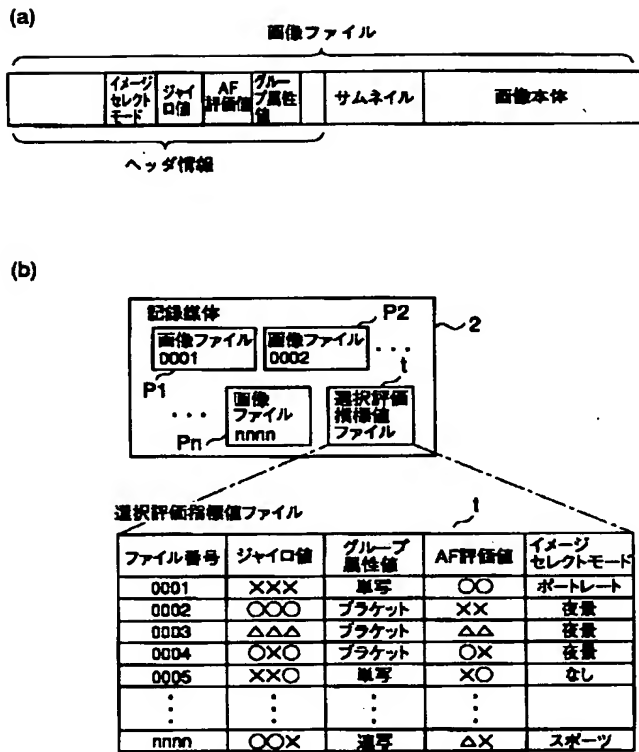 (a)
画像ファイル
イメージ
セレクト
モード
ジャイ
ロ値
AF
評価値
グルー
プ属性
値
サムネイル
画像本体
ヘッダ情報
(b)
記録媒体
2
画像ファイル
0001
P1
画像ファイル
0002
P2
・・・
・・・
画像
ファイル
nnnn
Pn
選択評価
指標値
ファイル
t
選択評価指標値ファイル
t
ファイル番号 ジャイロ値 グループ属性値 AF評価値 イメージセレクトモード
0001 ××× 単写 ○○ ポートレート
0002 ○○○ ブラケット ×× 夜景
0003 △△△ ブラケット △△ 夜景
0004 ○×○ ブラケット ○× 夜景
0005 ××○ 単写 ×○ なし
nnnn ○○× 連写 △× スポーツ